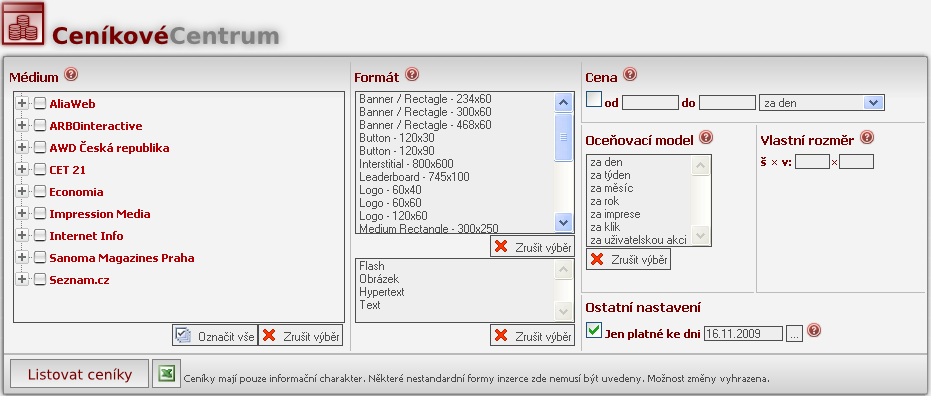 CeníkovéCentrum
Médium
AliaWeb
ARBOinteractive
AWD Česká republika
CET 21
Economia
Impression Media
Internet Info
Sanoma Magazines Praha
Seznam.cz
Označit vše
Zrušit výběr
Formát
Banner / Rectagle - 234x60
Banner / Rectagle - 300x60
Banner / Rectagle - 468x60
Button - 120x30
Button - 120x90
Interstitial - 800x600
Leaderboard - 745x100
Logo - 60x40
Logo - 60x60
Logo - 120x60
Medium Rectangle - 300x250
Zrušit výběr
Flash
Obrázek
Hypertext
Text
Zrušit výběr
Cena
od do za den
Oceňovací model
za den
za týden
za měsíc
za rok
za imprese
za klik
za uživatelskou akci
Zrušit výběr
Vlastní rozměr
š × v: ×
Ostatní nastavení
Jen platné ke dni 16.11.2009 ...
Listovat ceníky
Ceníky mají pouze informační charakter. Některé nestandardní formy inzerce zde nemusí být uvedeny. Možnost změny vyhrazena.